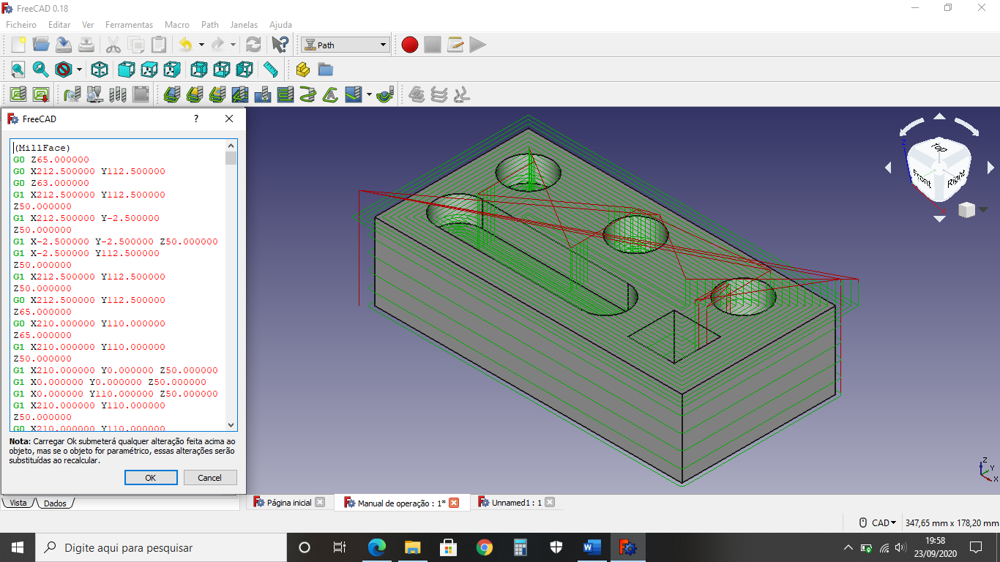 FreeCAD 0.18
Ficheiro Editar Ver Ferramentas Macro Path Janelas Ajuda
Path
FreeCAD
?
(MillFace)
G0 Z65.000000
G0 X212.500000 Y112.500000
G0 Z63.000000
G1 X212.500000 Y112.500000
Z50.000000
G1 X212.500000 Y-2.500000
Z50.000000
G1 X-2.500000 Y-2.500000 Z50.000000
G1 X-2.500000 Y112.500000
Z50.000000
G1 X212.500000 Y112.500000
Z50.000000
G0 X212.500000 Y112.500000
Z65.000000
G0 X210.000000 Y110.000000
Z65.000000
G1 X210.000000 Y110.000000
Z50.000000
G1 X210.000000 Y0.000000 Z50.000000
G1 X0.000000 Y0.000000 Z50.000000
G1 X0.000000 Y110.000000 Z50.000000
G1 X210.000000 Y110.000000
Z50.000000
G0 X210.000000 Y110.000000
Nota: Carregar Ok submeterá qualquer alteração feita acima ao
objeto, mas se o objeto for paramétrico, essas alterações serão
substituídas ao recalcular.
OK Cancel
Top
Front
Right
Z
X
Z
Y
X
Vista Dados
Página inicial
Manual de operação : 1*
Unnamed1 : 1
CAD
347,65 mm x 178,20 mm
Digite aqui para pesquisar
19:58
23/09/2020